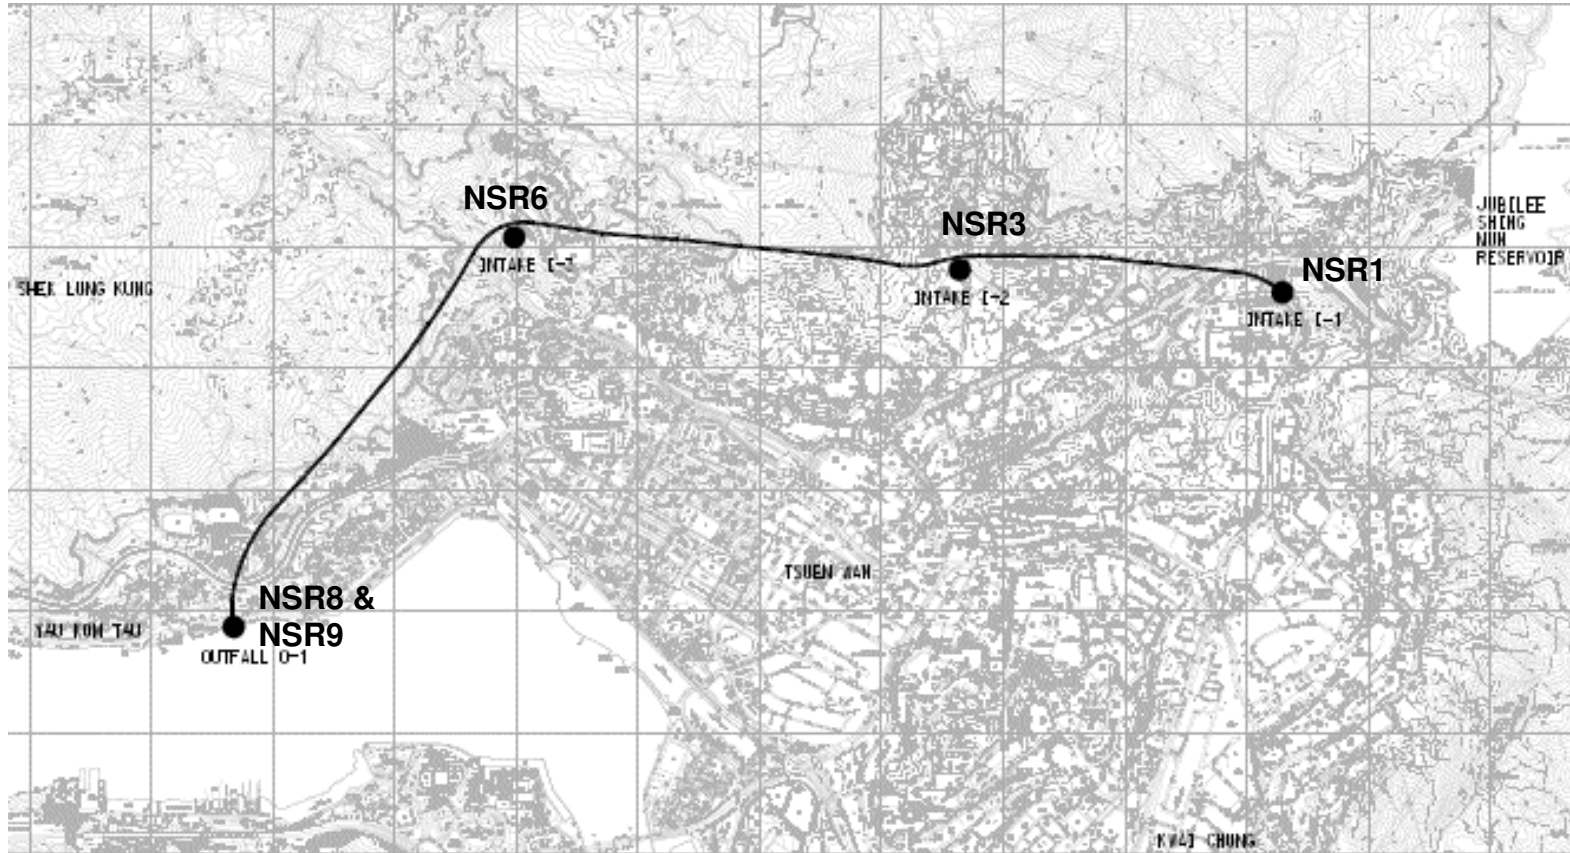 NSR6
NSR3
NSR1
JUBILEE
SHING
MUN
RESERVOIR
INTAKE I-3
INTAKE I-2
INTAKE I-1
SHEK LUNG KUNG
TSUEN WAN
NSR8 &
NSR9
YAU KOM TAU
OUTFALL O-1
KWAI CHUNG